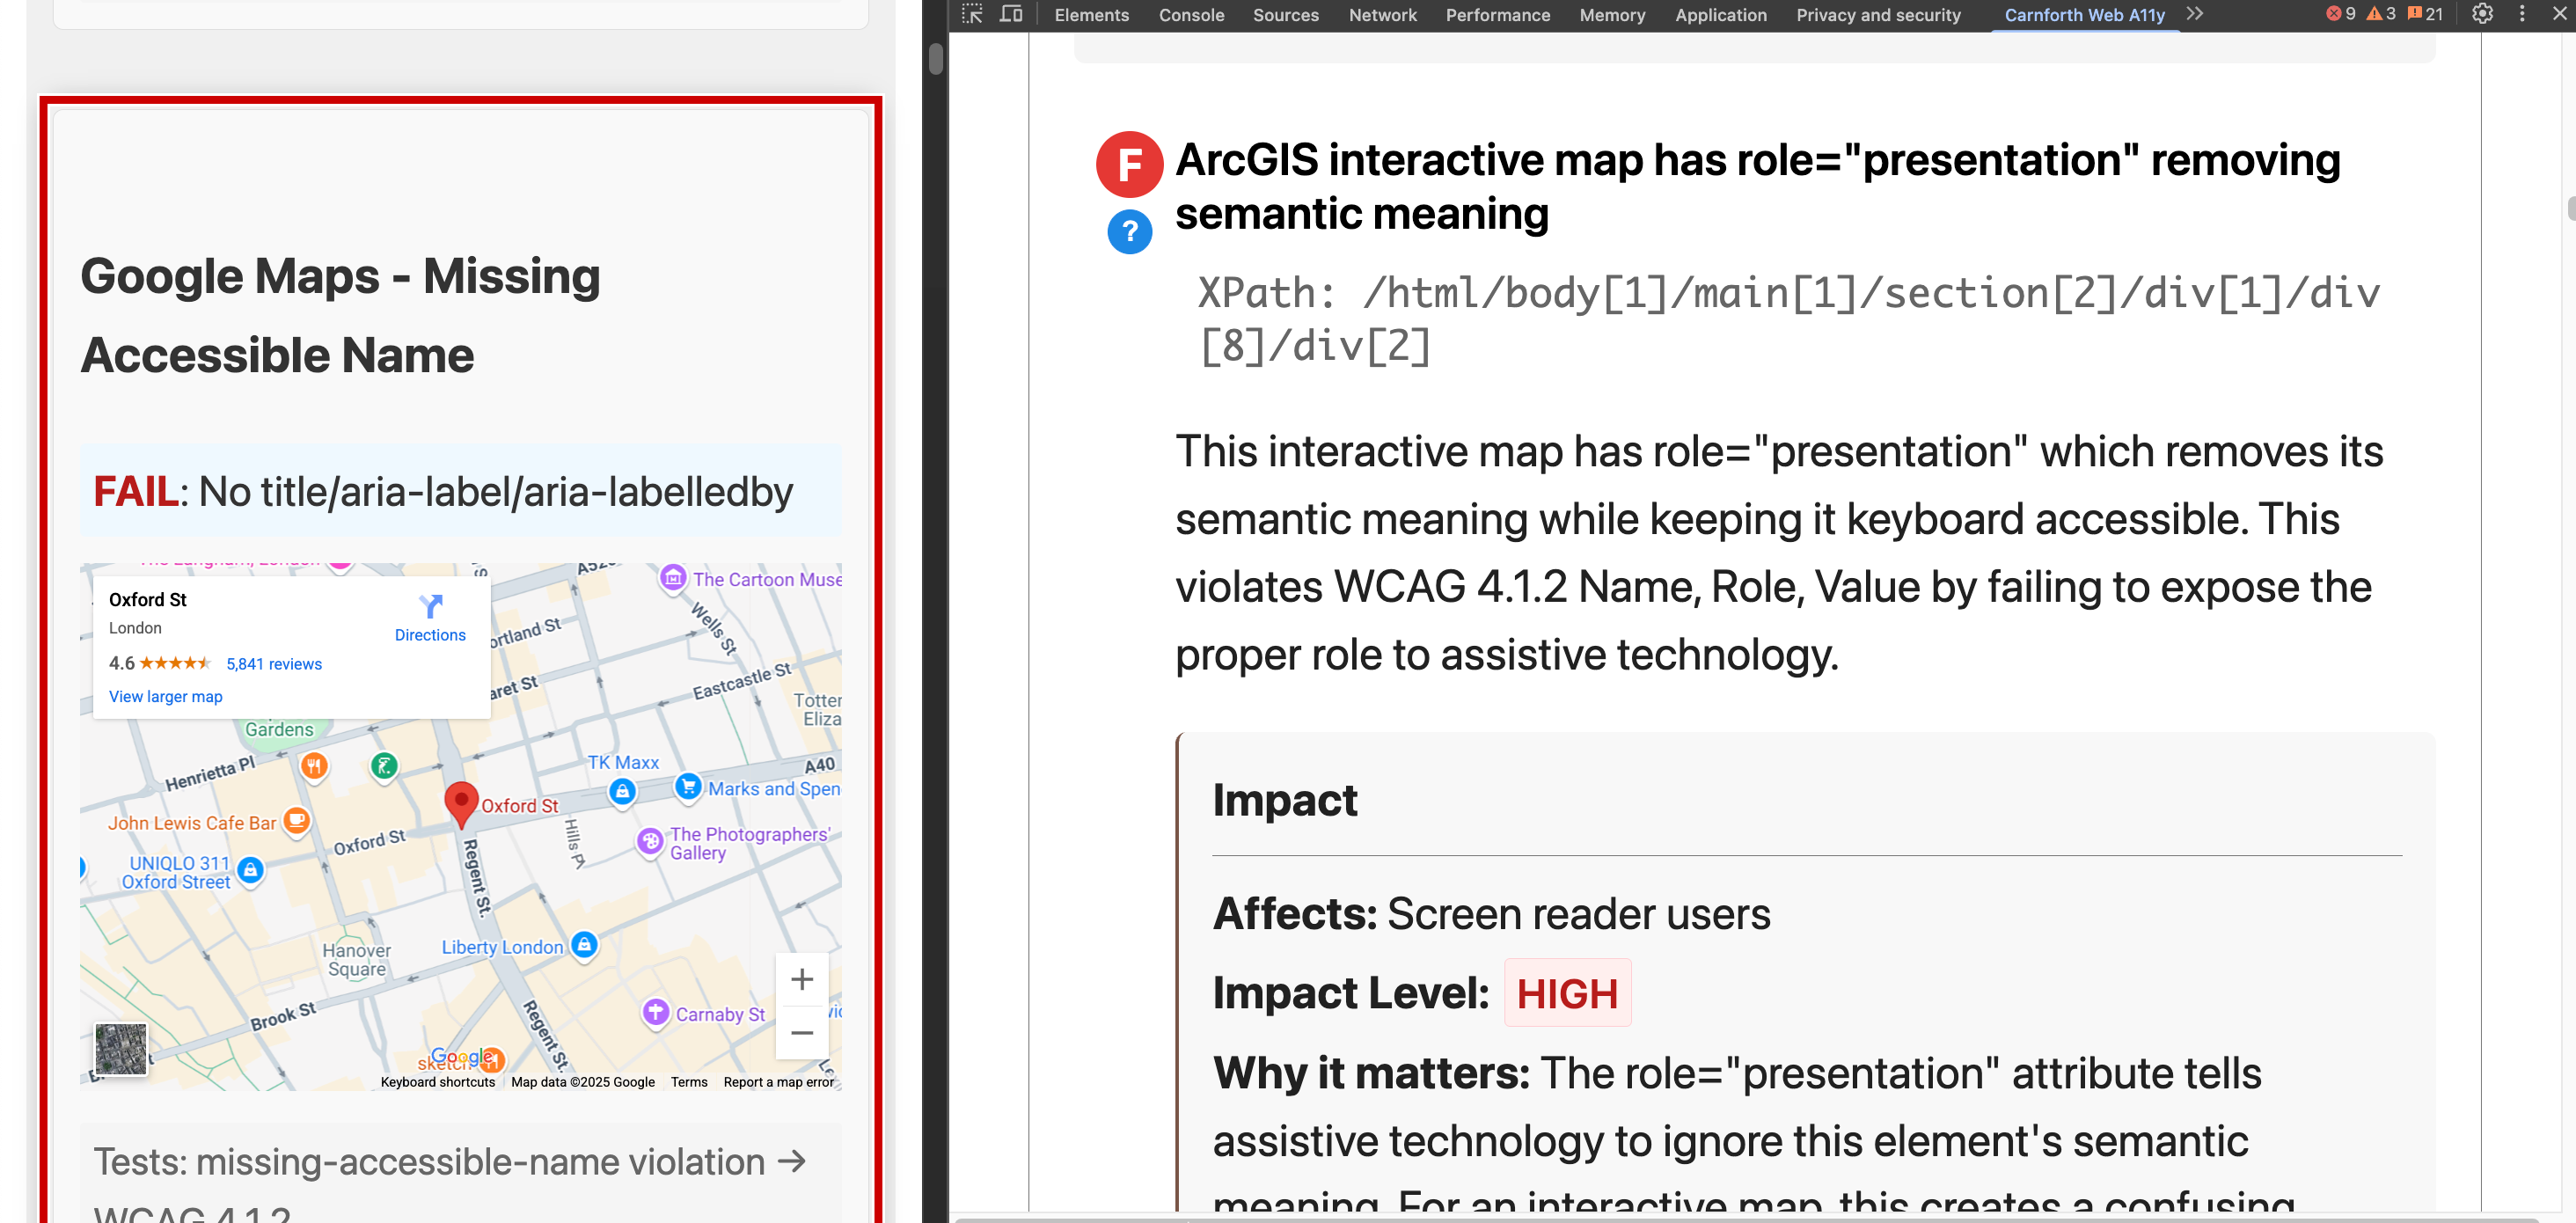 Elements Console Sources Network Performance Memory Application Privacy and security Carnforth Web A11y 9 3 21
Google Maps - Missing
Accessible Name
FAIL: No title/aria-label/aria-labelledby
Oxford St
London
4.6 5,841 reviews
View larger map
Directions
The Cartoon Muse
Wells St
ortland St
Eastcastle St
aret St
Totter
Eliza
Gardens
Henrietta Pl
TK Maxx
A40
Marks and Spen
Oxford St
John Lewis Cafe Bar
Oxford St
Hills Pl
The Photographers'
Gallery
UNIQLO 311
Oxford Street
Regent St.
Hanover
Square
Liberty London
Brook St
Regent St.
Carnaby St
Google
sketch
Keyboard shortcuts Map data ©2025 Google Terms Report a map error
Tests: missing-accessible-name violation →
WCAG 4.1.2
F
?
ArcGIS interactive map has role="presentation" removing
semantic meaning
XPath: /html/body[1]/main[1]/section[2]/div[1]/div
[8]/div[2]
This interactive map has role="presentation" which removes its
semantic meaning while keeping it keyboard accessible. This
violates WCAG 4.1.2 Name, Role, Value by failing to expose the
proper role to assistive technology.
Impact
Affects: Screen reader users
Impact Level: HIGH
Why it matters: The role="presentation" attribute tells
assistive technology to ignore this element's semantic
meaning. For an interactive map, this creates a confusing